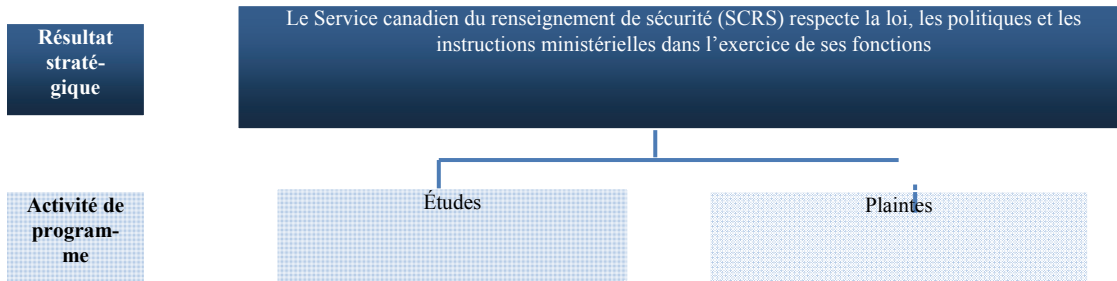 Résultat
straté-
gique
Le Service canadien du renseignement de sécurité (SCRS) respecte la loi, les politiques et les
instructions ministérielles dans l’exercice de ses fonctions
Activité de
program-
me
Études
Plaintes